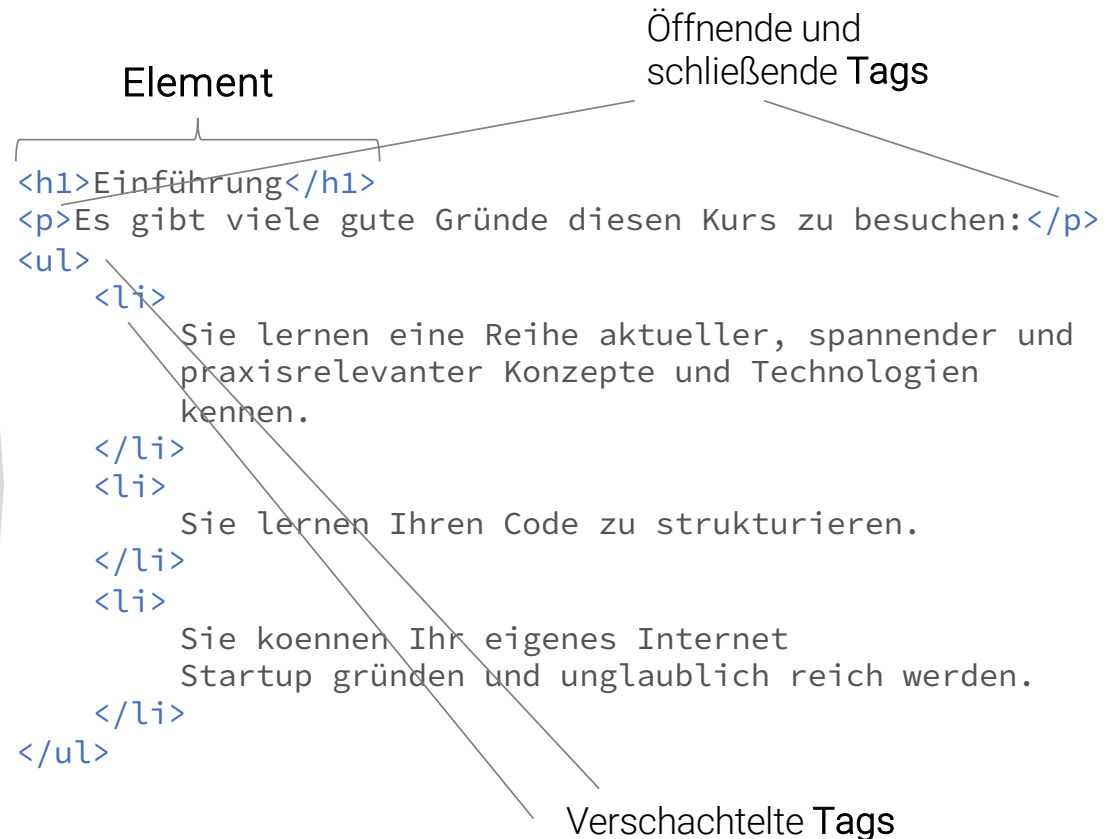 Öffnende und
schließende Tags
Element
<h1>Einführung</h1>
<p>Es gibt viele gute Gründe diesen Kurs zu besuchen:</p>
<ul>
<li>
Sie lernen eine Reihe aktueller, spannender und
praxisrelevanter Konzepte und Technologien
kennen.
</li>
<li>
Sie lernen Ihren Code zu strukturieren.
</li>
<li>
Sie koennen Ihr eigenes Internet
Startup gründen und unglaublich reich werden.
</li>
</ul>
Verschachtelte Tags